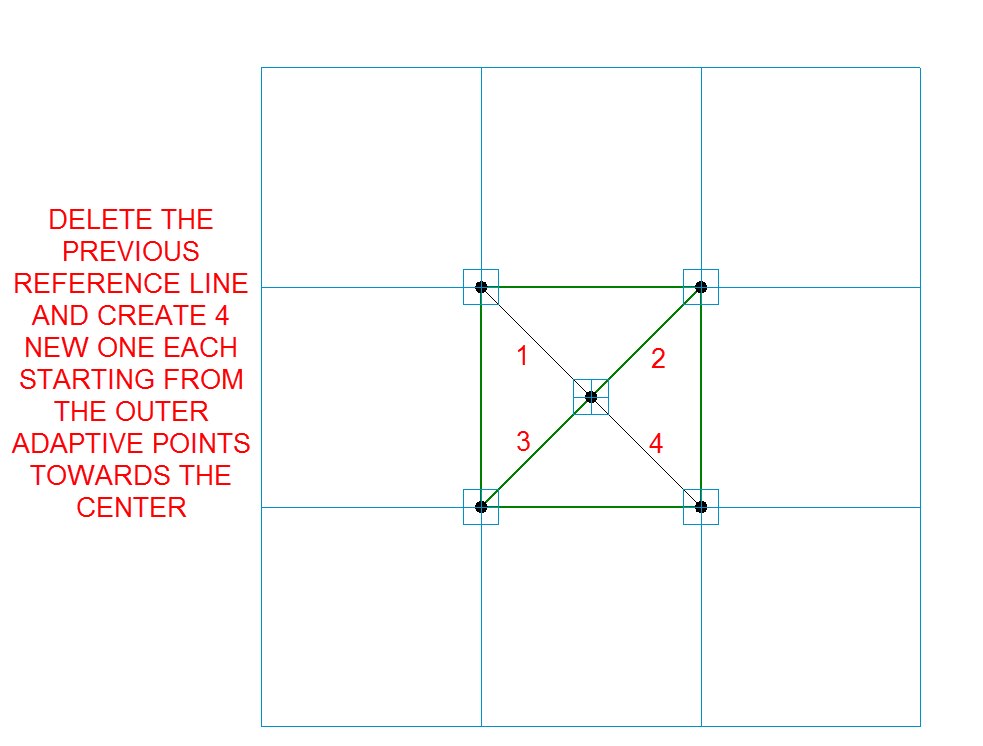 DELETE THE
PREVIOUS
REFERENCE LINE
AND CREATE 4
NEW ONE EACH
STARTING FROM
THE OUTER
ADAPTIVE POINTS
TOWARDS THE
CENTER
1
2
3
4